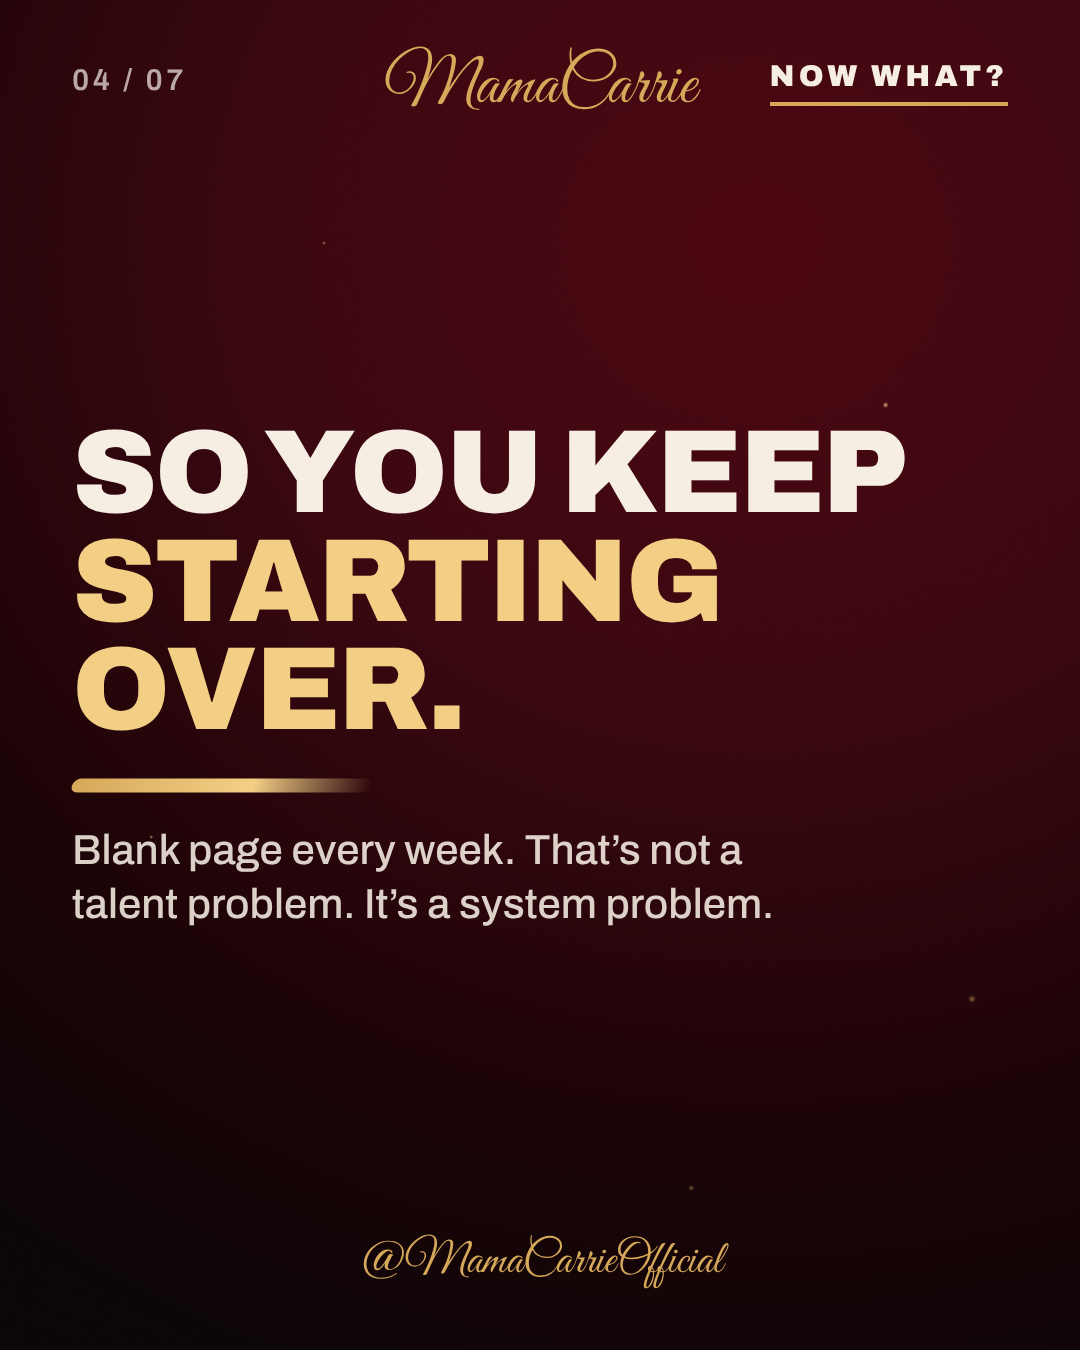 04 / 07
MamaCarrie
NOW WHAT?
SO YOU KEEP
STARTING
OVER.
Blank page every week. That’s not a
talent problem. It’s a system problem.
@MamaCarrieOfficial